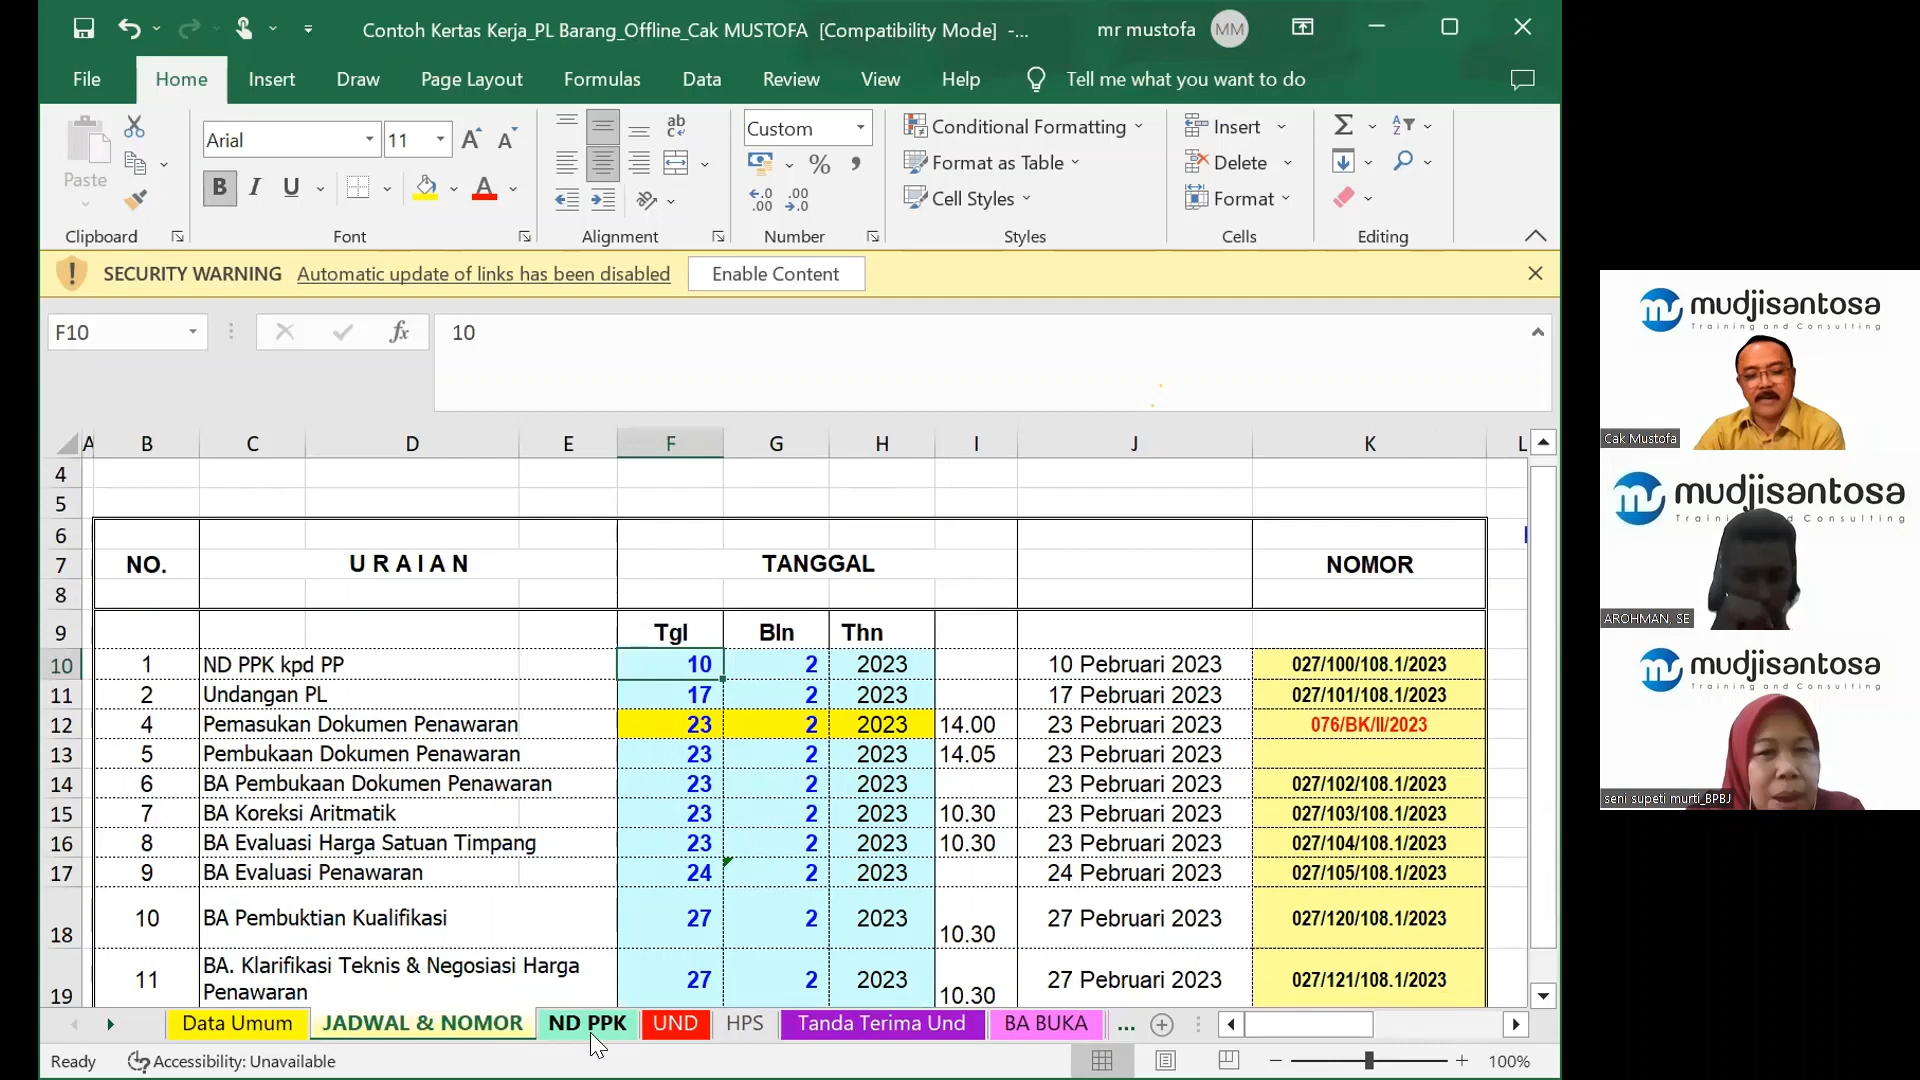 Contoh Kertas Kerja_PL Barang_Offline_Cak MUSTOFA [Compatibility Mode] -... mr mustofa MM
File Home Insert Draw Page Layout Formulas Data Review View Help Tell me what you want to do
Paste
Clipboard
Arial 11
B I U A
Font
ab
Alignment
Custom
% ,
Number
Conditional Formatting
Format as Table
Cell Styles
Styles
Insert
Delete
Format
Cells
Editing
SECURITY WARNING Automatic update of links has been disabled Enable Content
F10 fx 10
A B C D E F G H I J K L
4
5
6
7 NO. U R A I A N TANGGAL NOMOR
8
9 Tgl Bln Thn
10 1 ND PPK kpd PP 10 2 2023 10 Pebruari 2023 027/100/108.1/2023
11 2 Undangan PL 17 2 2023 17 Pebruari 2023 027/101/108.1/2023
12 4 Pemasukan Dokumen Penawaran 23 2 2023 14.00 23 Pebruari 2023 076/BK/II/2023
13 5 Pembukaan Dokumen Penawaran 23 2 2023 14.05 23 Pebruari 2023
14 6 BA Pembukaan Dokumen Penawaran 23 2 2023 23 Pebruari 2023 027/102/108.1/2023
15 7 BA Koreksi Aritmatik 23 2 2023 10.30 23 Pebruari 2023 027/103/108.1/2023
16 8 BA Evaluasi Harga Satuan Timpang 23 2 2023 10.30 23 Pebruari 2023 027/104/108.1/2023
17 9 BA Evaluasi Penawaran 24 2 2023 24 Pebruari 2023 027/105/108.1/2023
18 10 BA Pembuktian Kualifikasi 27 2 2023 10.30 27 Pebruari 2023 027/120/108.1/2023
19 11 BA. Klarifikasi Teknis & Negosiasi Harga Penawaran 27 2 2023 10.30 27 Pebruari 2023 027/121/108.1/2023
Data Umum JADWAL & NOMOR ND PPK UND HPS Tanda Terima Und BA BUKA ...
Ready Accessibility: Unavailable 100%
mudjisantosa
Training and Consulting
Cak Mustofa
mudjisantosa
Training and Consulting
AROHMAN, SE
mudjisantosa
Training and Consulting
seni supeti murti_BPBJ